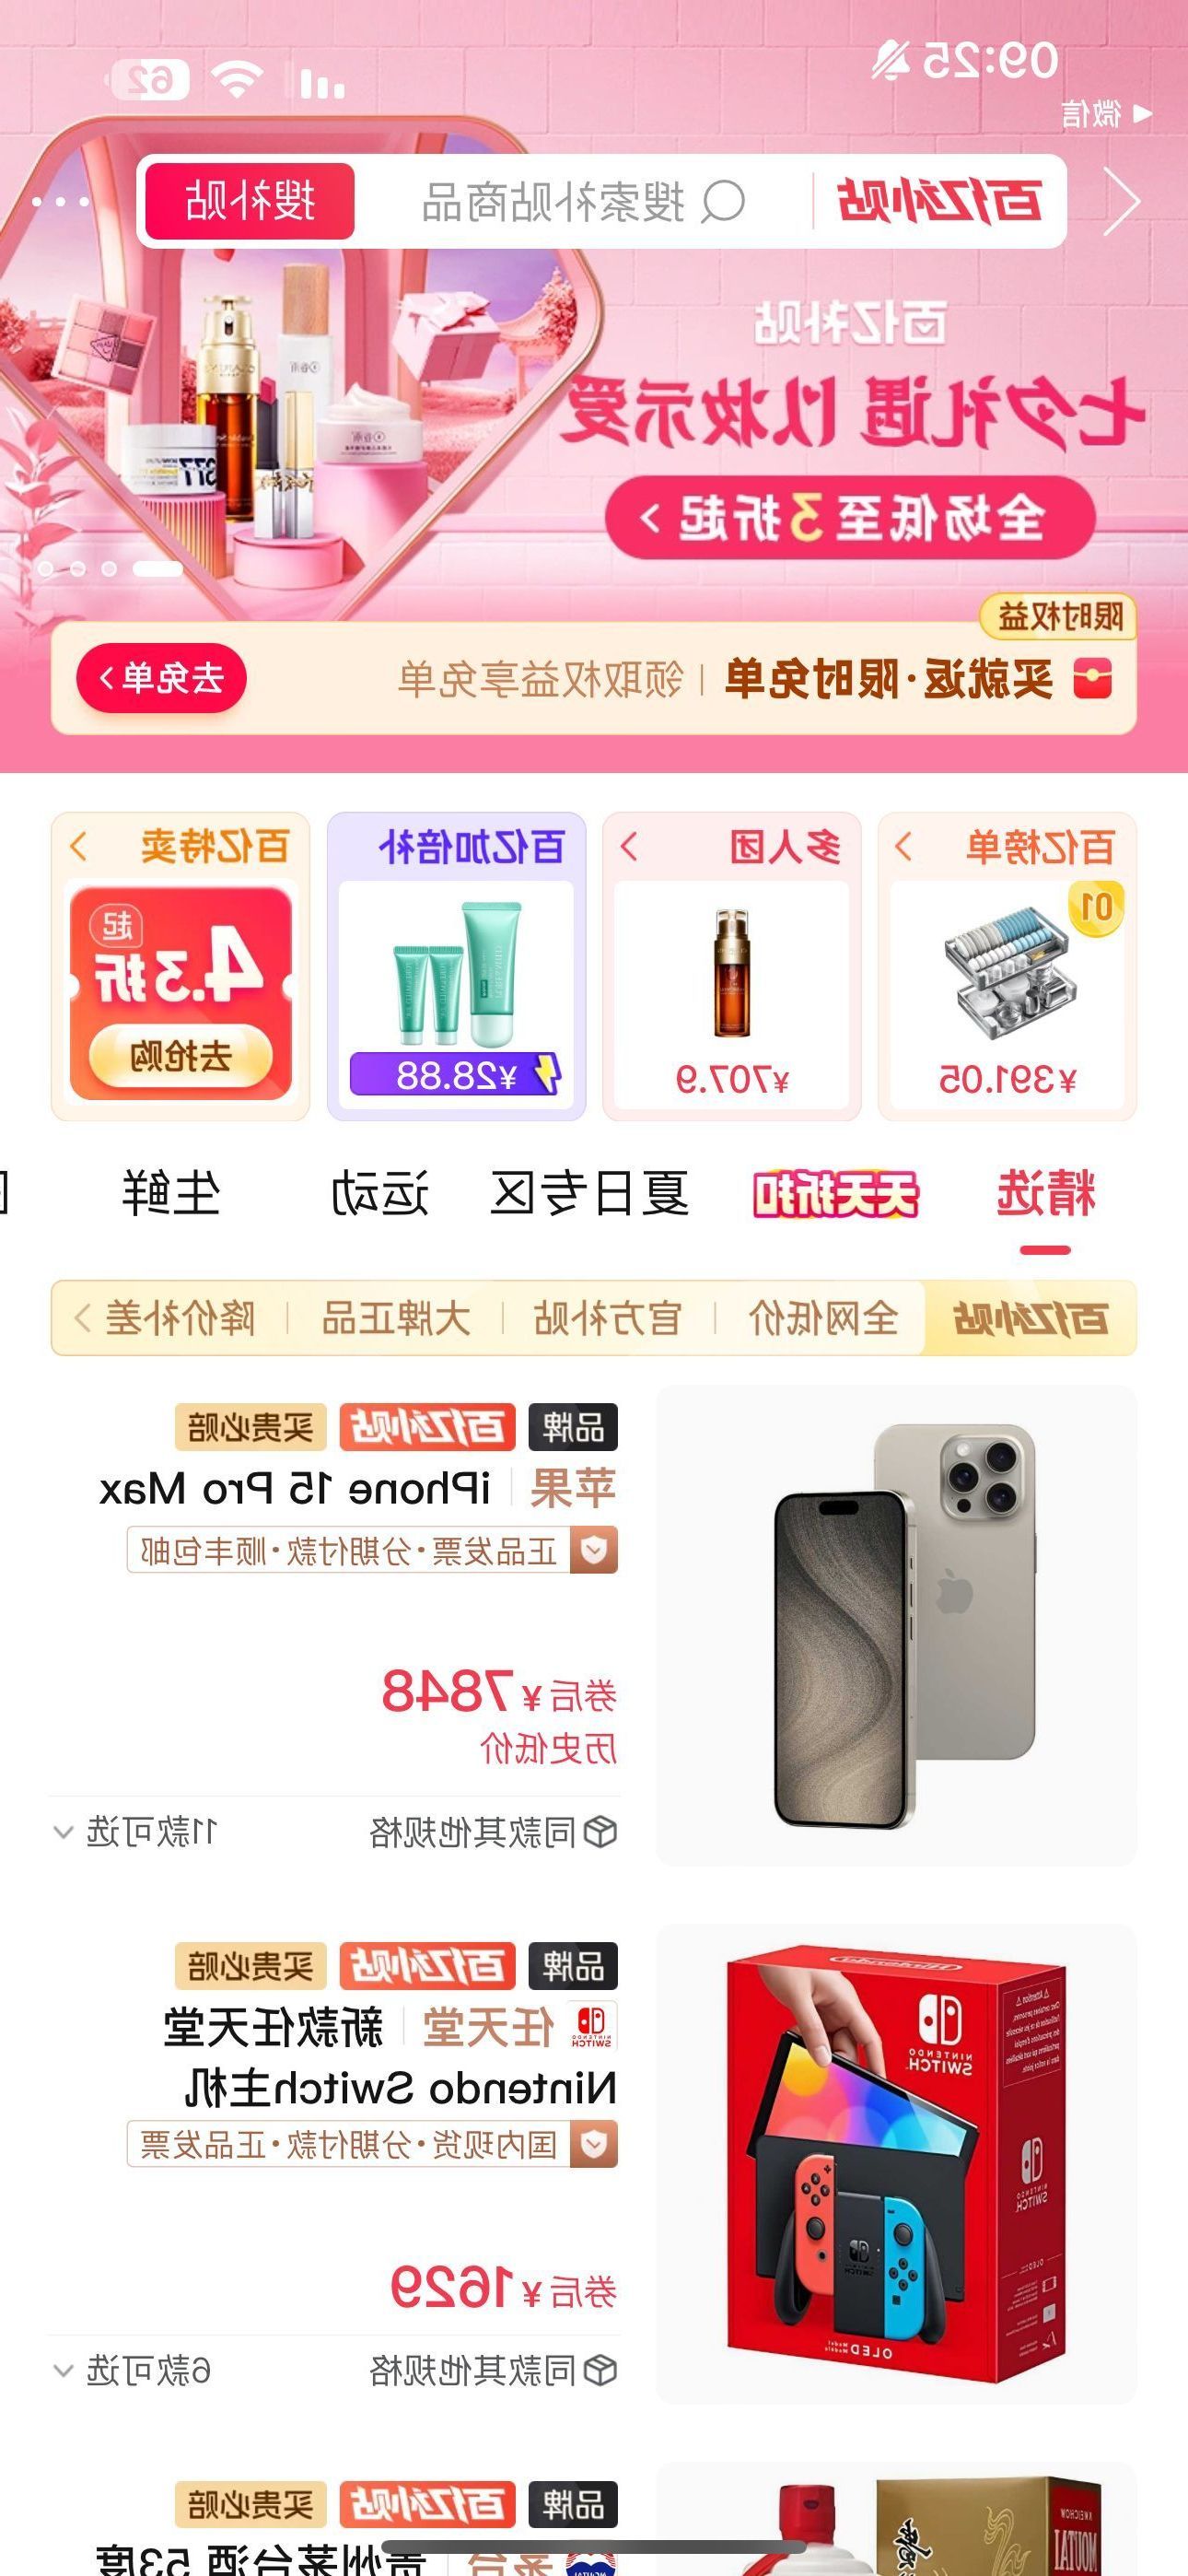 09:25
62
微信
百亿补贴
搜索补贴商品
搜补贴
百亿补贴
七夕礼遇 以妆示爱
全场低至3折起
限时权益
买就返·限时免单 | 领取权益享免单
去免单
百亿榜单
多人团
百亿加倍补
百亿特卖
01
¥391.05
¥707.9
¥28.88
4.3折
起
去抢购
精选
天天折扣
夏日专区
运动
生鲜
百亿补贴
全网低价
官方补贴
大牌正品
降价补差
品牌
百亿补贴
买贵必赔
苹果 | iPhone 15 Pro Max
正品发票·分期付款·顺丰包邮
券后¥7848
历史低价
同款其他规格
11款可选
品牌
百亿补贴
买贵必赔
任天堂 | 新款任天堂
Nintendo Switch主机
国内现货·分期付款·正品发票
券后¥1629
同款其他规格
6款可选
Nintendo
NINTENDO
SWITCH
NINTENDO
SWITCH
OLED
品牌
百亿补贴
买贵必赔
茅台 | 贵州茅台酒 53度
KWEICHOW
MOUTAI